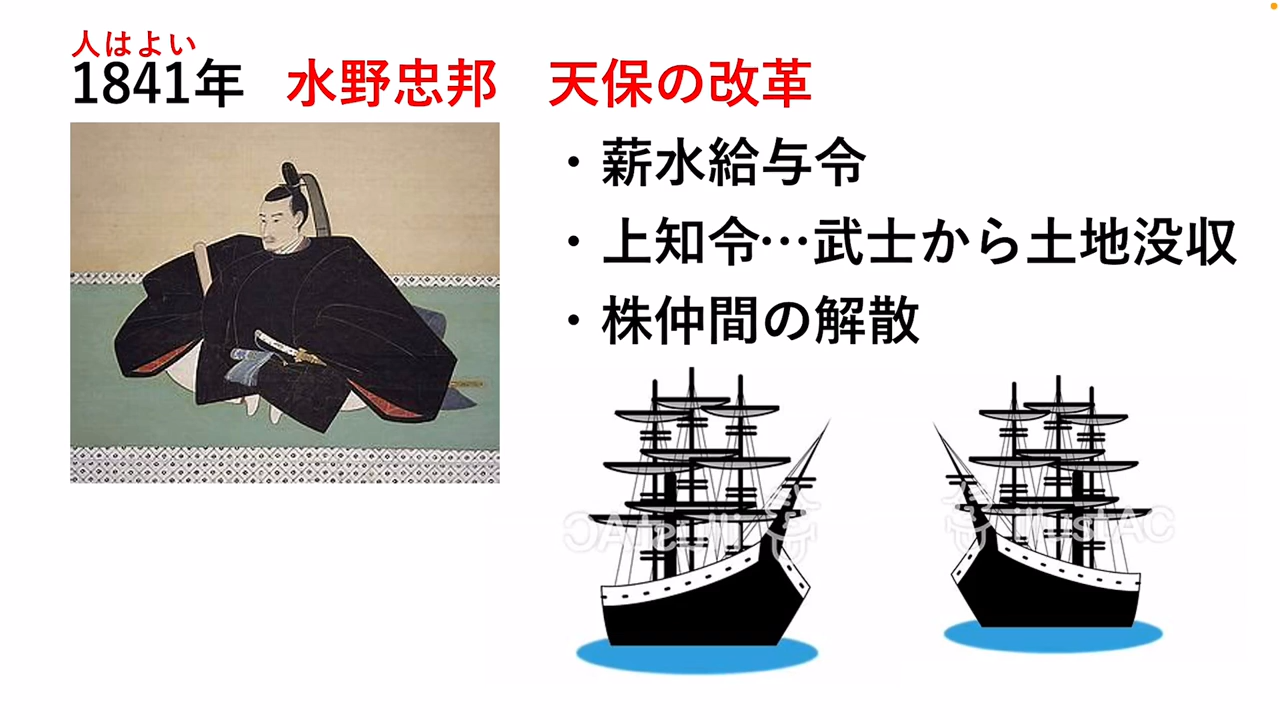 人はよい
1841年 水野忠邦 天保の改革
・薪水給与令
・上知令…武士から土地没収
・株仲間の解散
illustAC
illustAC